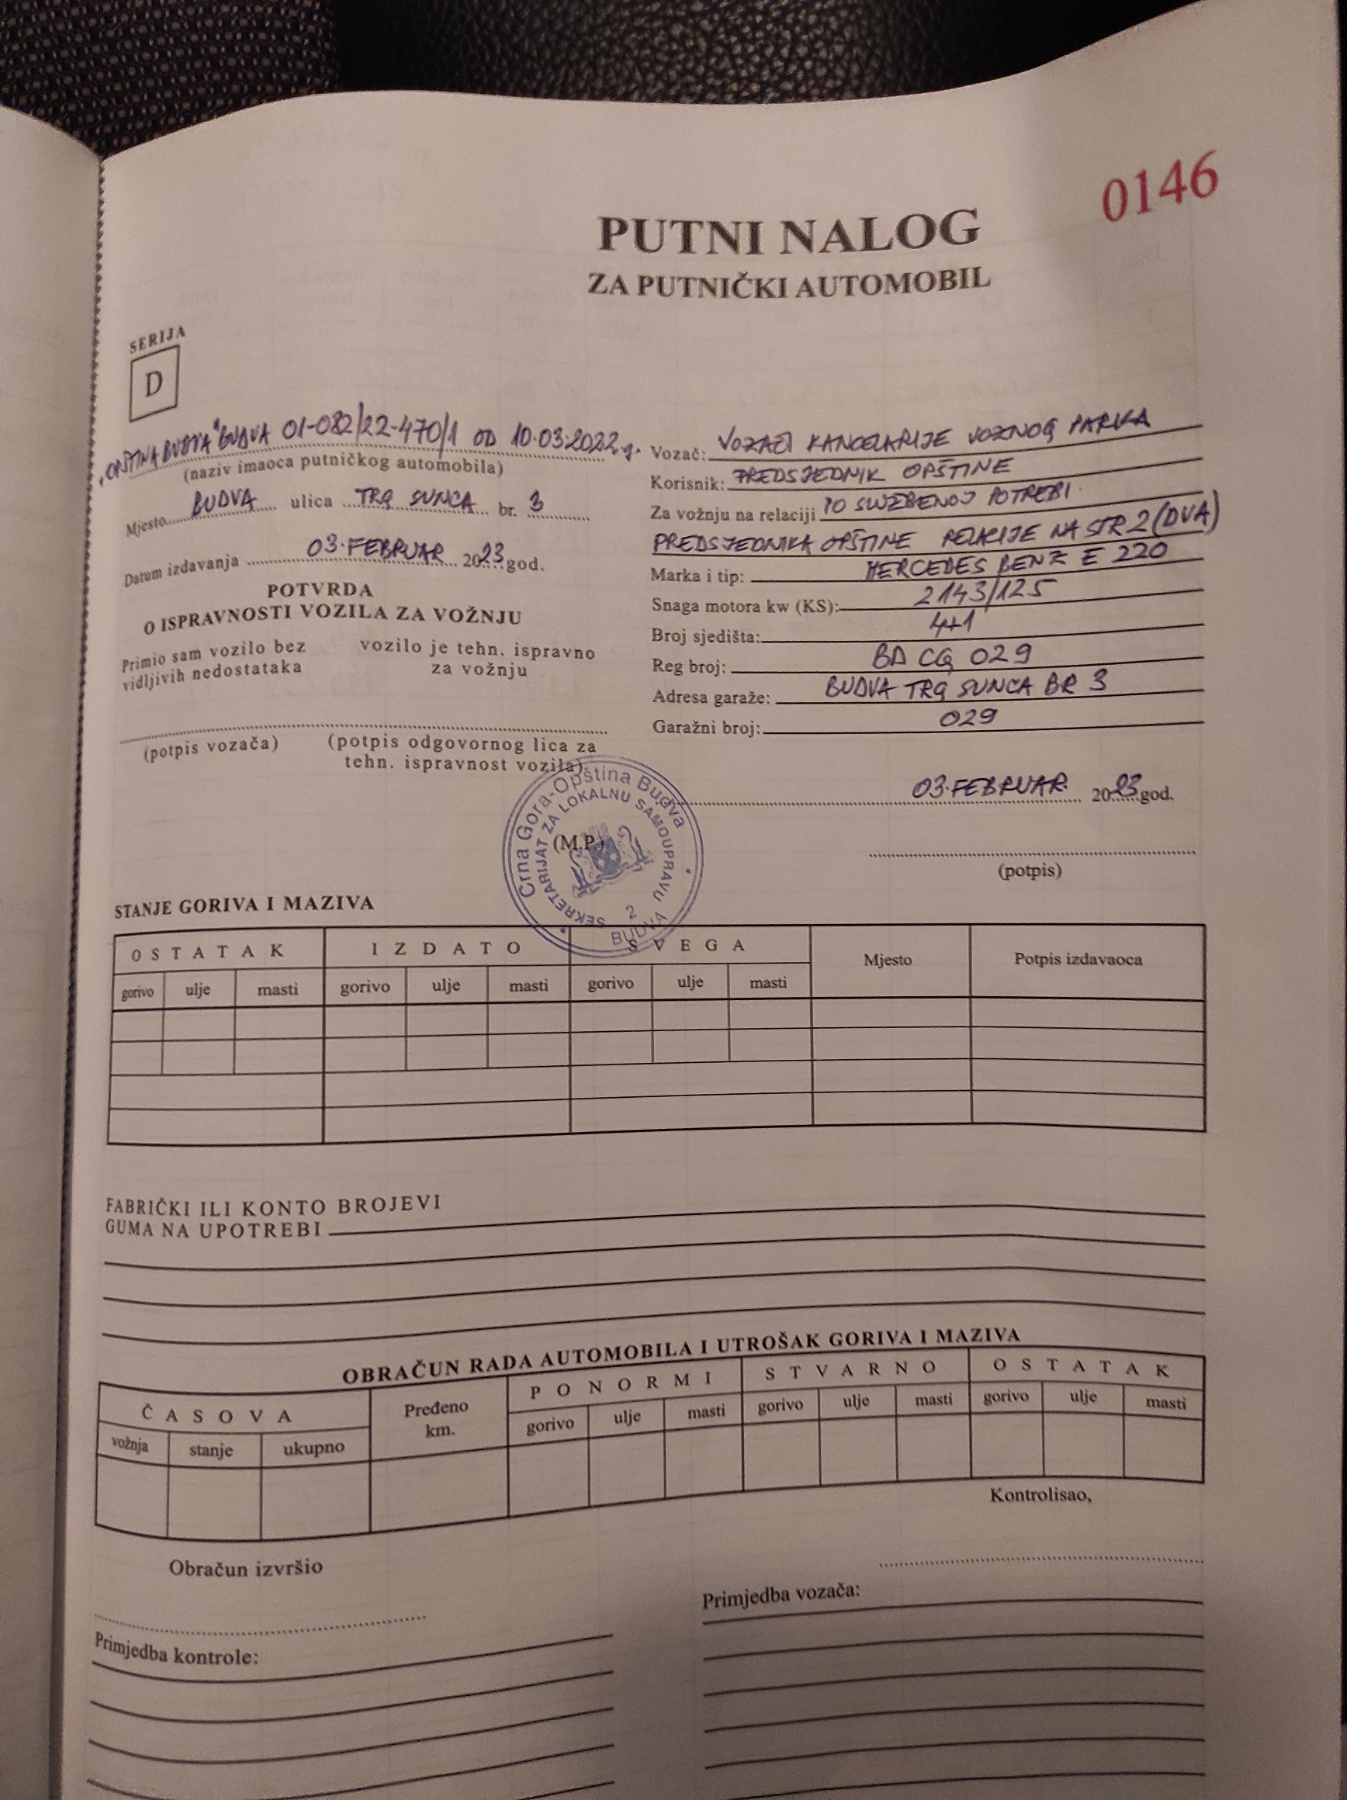 0146
PUTNI NALOG
ZA PUTNIČKI AUTOMOBIL
SERIJA
D
"OPŠTINA BUDVA" BUDVA 01-082/22-470/1 OD 10.03.2022g.
(naziv imaoca putničkog automobila)
Mjesto BUDVA ulica TRG SUNCA br. 3
Datum izdavanja 03. FEBRUAR 2023 god.
POTVRDA
O ISPRAVNOSTI VOZILA ZA VOŽNJU
Primio sam vozilo bez vidljivih nedostataka
vozilo je tehn. ispravno za vožnju
(potpis vozača) (potpis odgovornog lica za
tehn. ispravnost vozila)
Vozač: VOZAČI KANCELARIJE VOZNOG PARKA
Korisnik: PREDSJEDNIK OPŠTINE
Za vožnju na relaciji PO SLUŽBENOJ POTREBI
PREDSJEDNIKA OPŠTINE RELACIJE NA STR 2 (DVA)
Marka i tip: MERCEDES BENZ E 220
Snaga motora kw (KS): 2143/125
Broj sjedišta: 4+1
Reg broj: BD CG 029
Adresa garaže: BUDVA TRG SUNCA BR 3
Garažni broj: 029
03. FEBRUAR 2023 god.
(M.P.)
Crna Gora-Opština Budva
SEKRETARIJAT ZA LOKALNU SAMOUPRAVU
2
BUDVA
(potpis)
STANJE GORIVA I MAZIVA
OSTATAK IZDATO SVEGA Mjesto Potpis izdavaoca
gorivo ulje masti gorivo ulje masti gorivo ulje masti
FABRIČKI ILI KONTO BROJEVI
GUMA NA UPOTREBI
OBRAČUN RADA AUTOMOBILA I UTROŠAK GORIVA I MAZIVA
ČASOVA Pređeno km. PO NORMI STVARNO OSTATAK
vožnja stanje ukupno gorivo ulje masti gorivo ulje masti gorivo ulje masti
Kontrolisao,
Obračun izvršio
Primjedba vozača:
Primjedba kontrole: